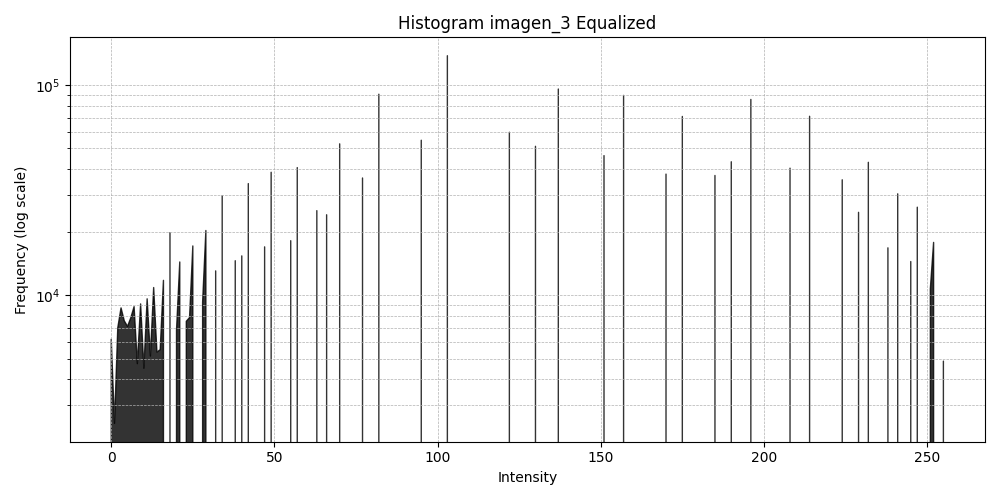 Histogram imagen_3 Equalized
Frequency (log scale)
10^5
10^4
0 50 100 150 200 250
Intensity